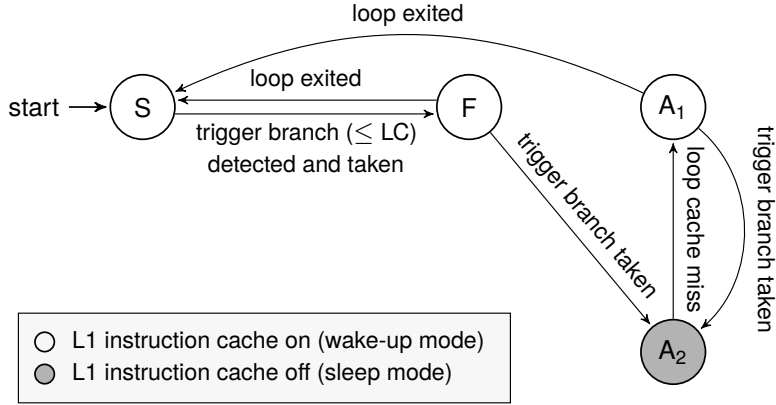 loop exited
loop exited
start
S
F
A₁
trigger branch (≤ LC)
detected and taken
trigger branch taken
loop cache miss
trigger branch taken
A₂
L1 instruction cache on (wake-up mode)
L1 instruction cache off (sleep mode)